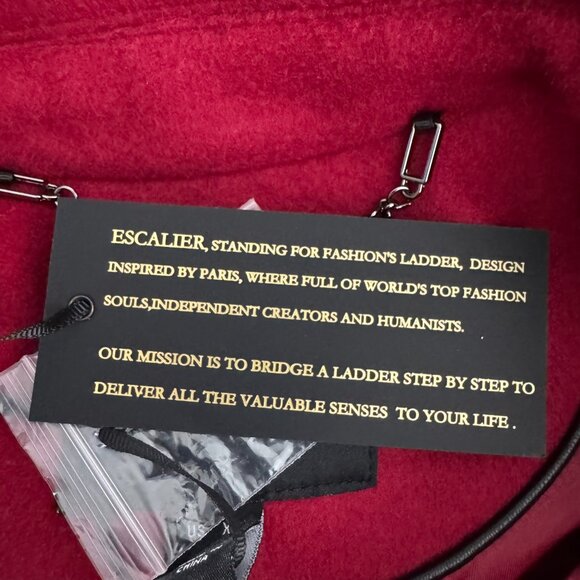 ESCALIER, STANDING FOR FASHION'S LADDER, DESIGN
INSPIRED BY PARIS, WHERE FULL OF WORLD'S TOP FASHION
SOULS,INDEPENDENT CREATORS AND HUMANISTS.
OUR MISSION IS TO BRIDGE A LADDER STEP BY STEP TO
DELIVER ALL THE VALUABLE SENSES TO YOUR LIFE .
US
CHINA